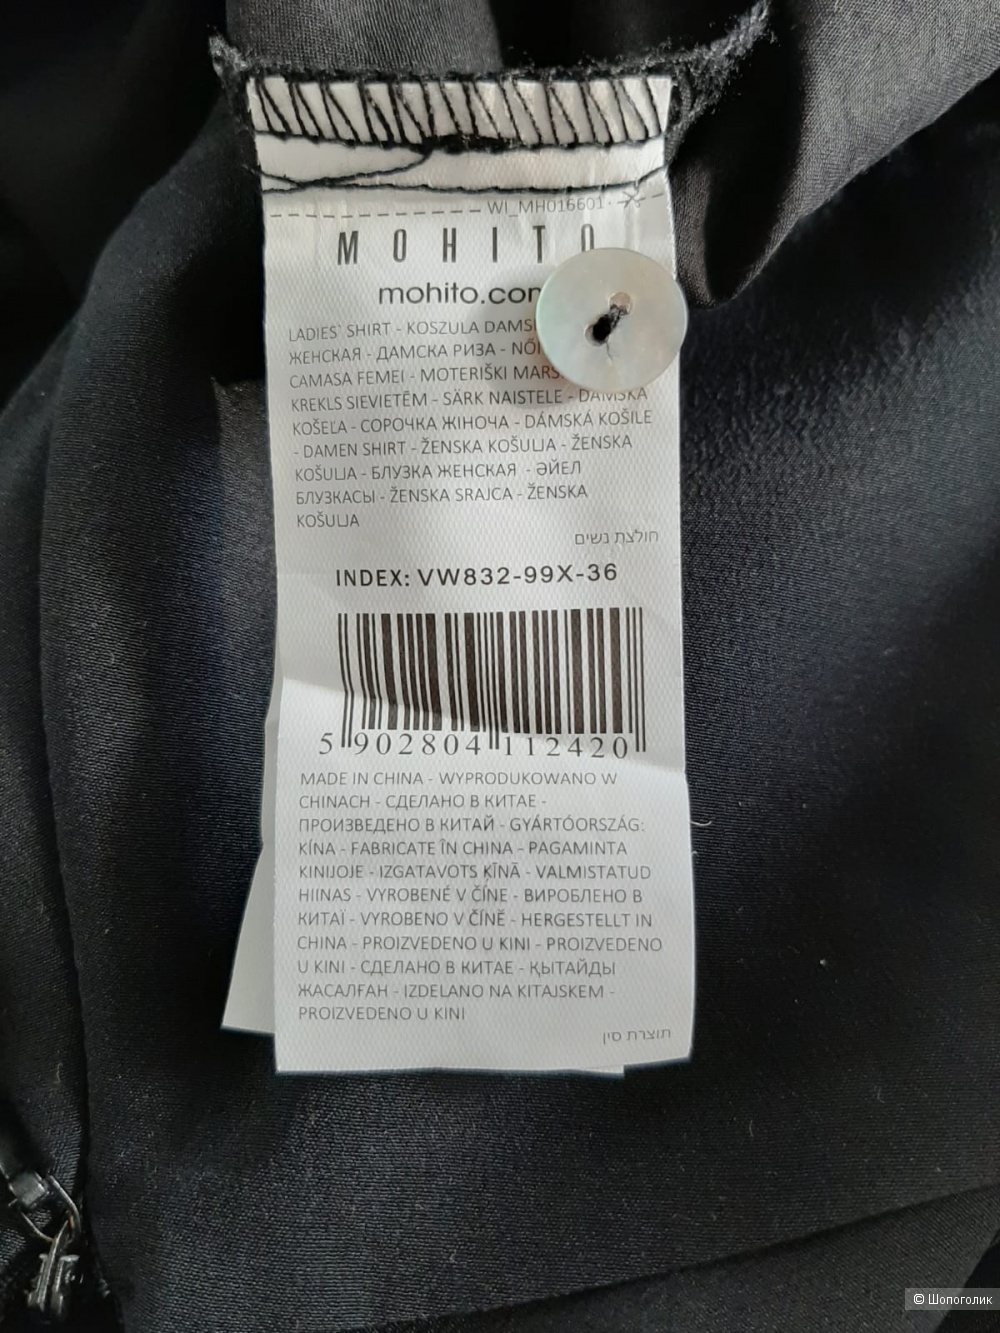 WI_MH016601
MOHITO
mohito.com
LADIES` SHIRT - KOSZULA
ЖЕНСКАЯ - ДАМСКА РИЗА - NŐI
CAMASA FEMEI - MOTERIŠKI
KREKLS SIEVIETĒM - SÄRK NAISTELE - DÁMSKA
KOŠEĽA - СОРОЧКА ЖІНОЧА - DÁMSKÁ KOŠILE
- DAMEN SHIRT - ŽENSKA KOŠULJA - ŽENSKA
KOŠULJA - БЛУЗКА ЖЕНСКАЯ - ӘЙЕЛ
БЛУЗКАСЫ - ŽENSKA SRAJCA - ŽENSKA
KOŠULJA
חולצת נשים
INDEX: VW832-99X-36
5 902804 112420
MADE IN CHINA - WYPRODUKOWANO W
CHINACH - СДЕЛАНО В КИТАЕ -
ПРОИЗВЕДЕНО В КИТАЙ - GYÁRTÓORSZÁG:
KÍNA - FABRICATE ÎN CHINA - PAGAMINTA
KINIJOJE - IZGATAVOTS ĶĪNĀ - VALMISTATUD
HIINAS - VYROBENÉ V ČÍNE - ВИРОБЛЕНО В
КИТАЇ - VYROBENO V ČÍNĚ - HERGESTELLT IN
CHINA - PROIZVEDENO U KINI - PROIZVEDENO
U KINI - СДЕЛАНО В КИТАЕ - ҚЫТАЙДЫ
ЖАСАЛҒАН - IZDELANO NA KITAJSKEM -
PROIZVEDENO U KINI
תוצרת סין
© Шопоголик